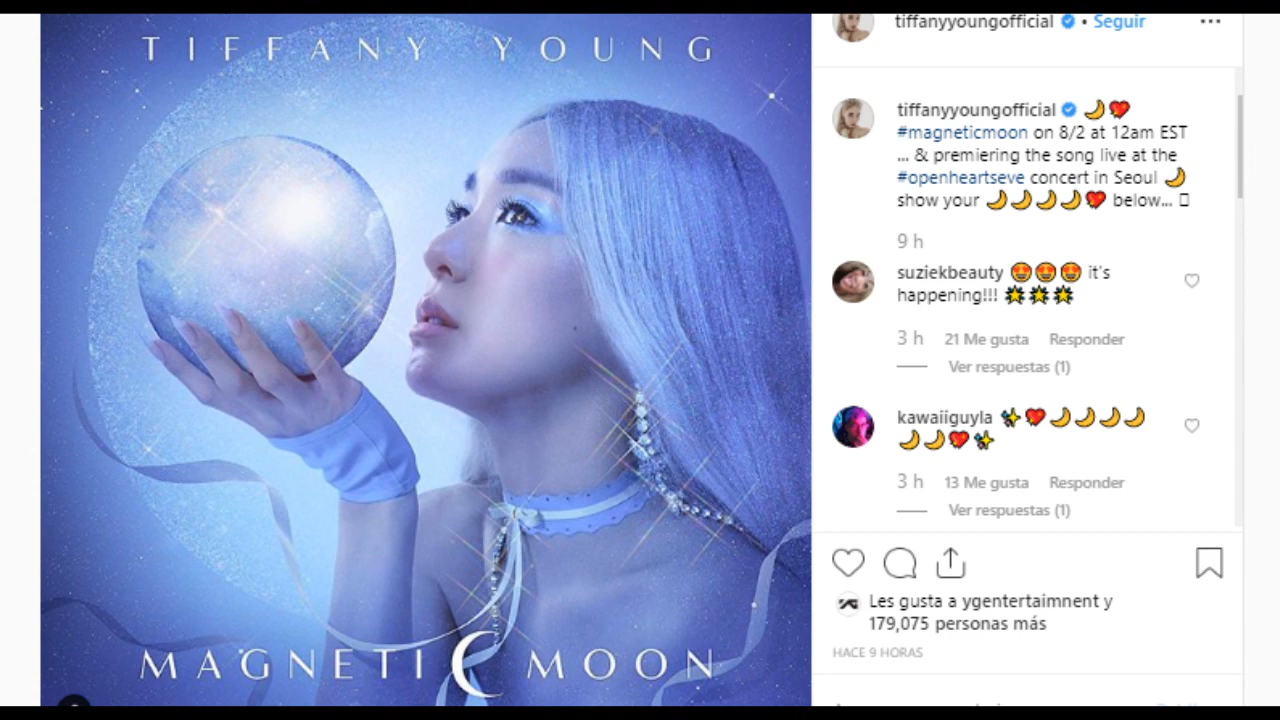 TIFFANY YOUNG
MAGNETIC MOON
tiffanyyoungofficial • Seguir
tiffanyyoungofficial 🌙💖
#magneticmoon on 8/2 at 12am EST
... & premiering the song live at the
#openheartseve concert in Seoul 🌙
show your 🌙🌙🌙🌙💖 below...
9 h
suziekbeauty 😍😍😍 it's
happening!!! 🌟🌟🌟
3 h 21 Me gusta Responder
Ver respuestas (1)
kawaiiguyla ✨💖🌙🌙🌙🌙
🌙🌙💖✨
3 h 13 Me gusta Responder
Ver respuestas (1)
Les gusta a ygentertaimnent y
179,075 personas más
HACE 9 HORAS